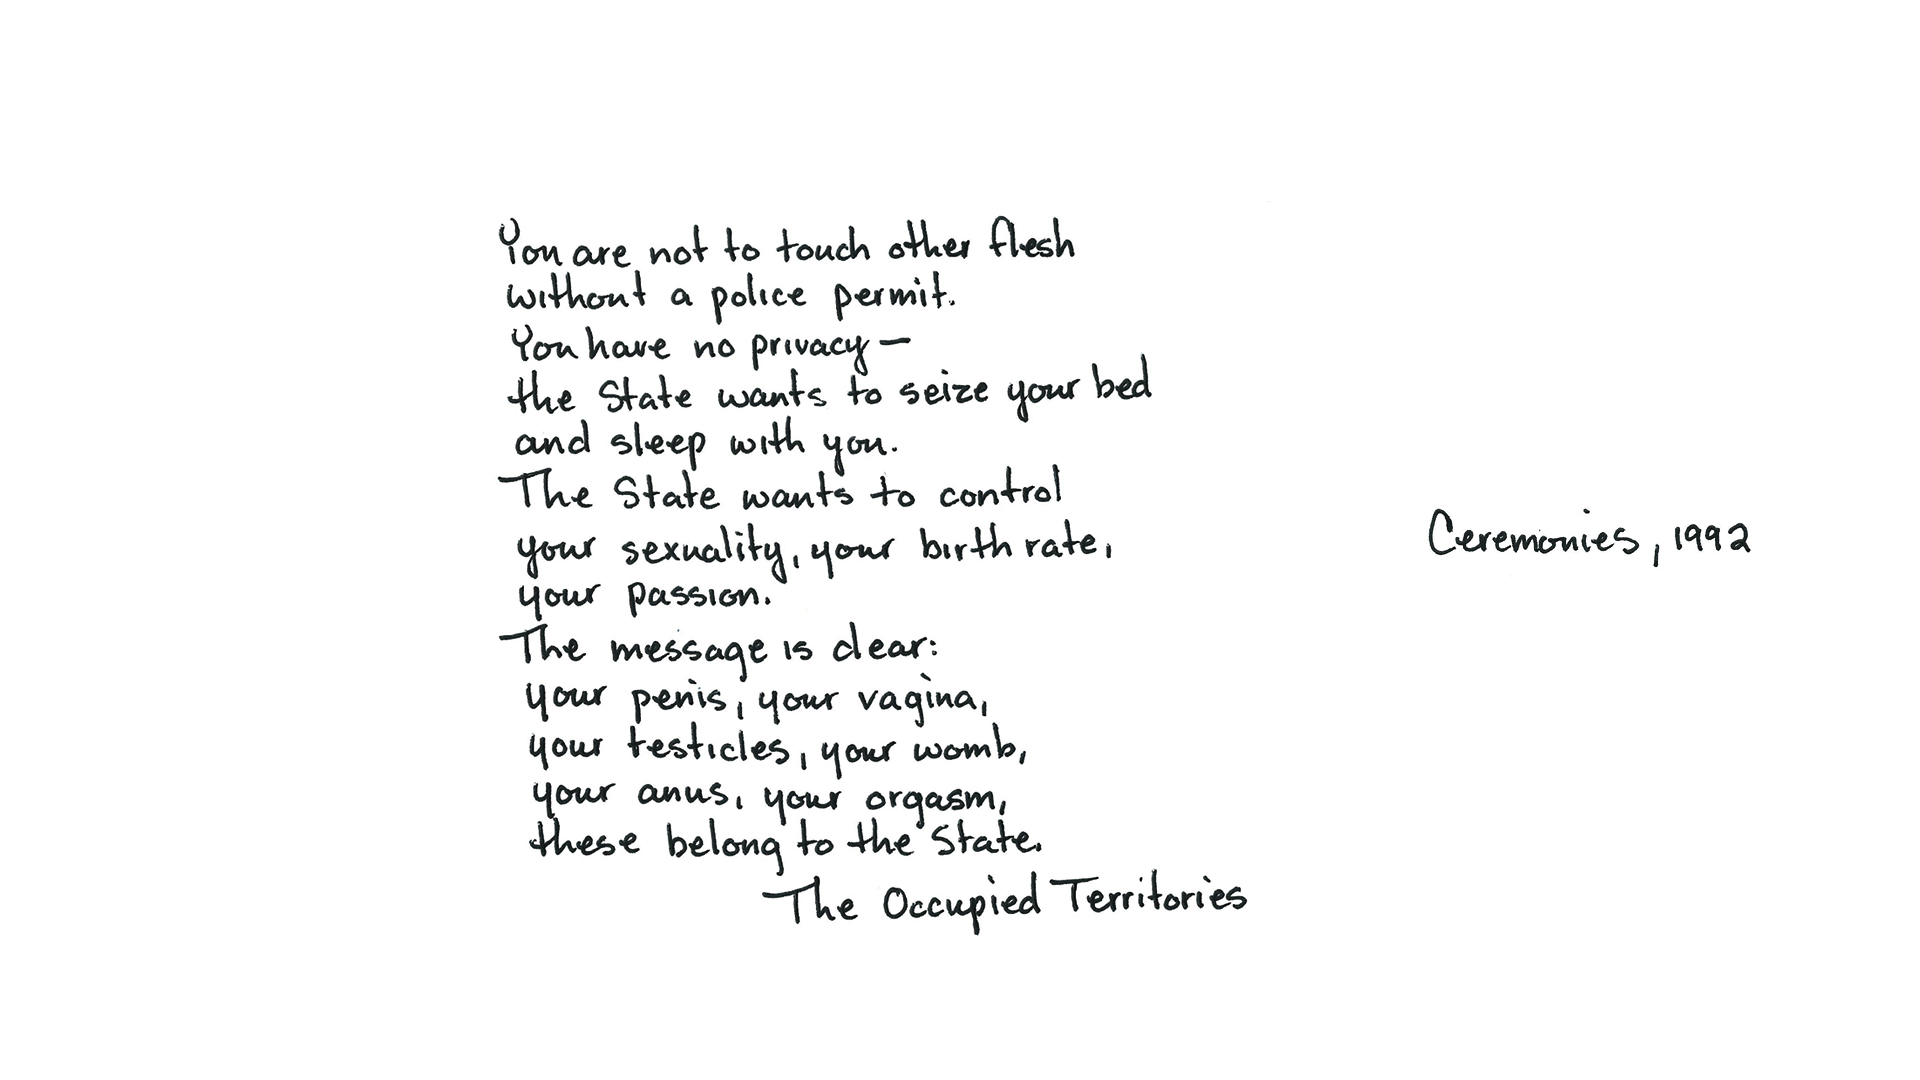 You are not to touch other flesh
without a police permit.
You have no privacy—
the State wants to seize your bed
and sleep with you.
The State wants to control
your sexuality, your birth rate,
your passion.
The message is clear:
your penis, your vagina,
your testicles, your womb,
your anus, your orgasm,
these belong to the State.
The Occupied Territories
Ceremonies, 1992